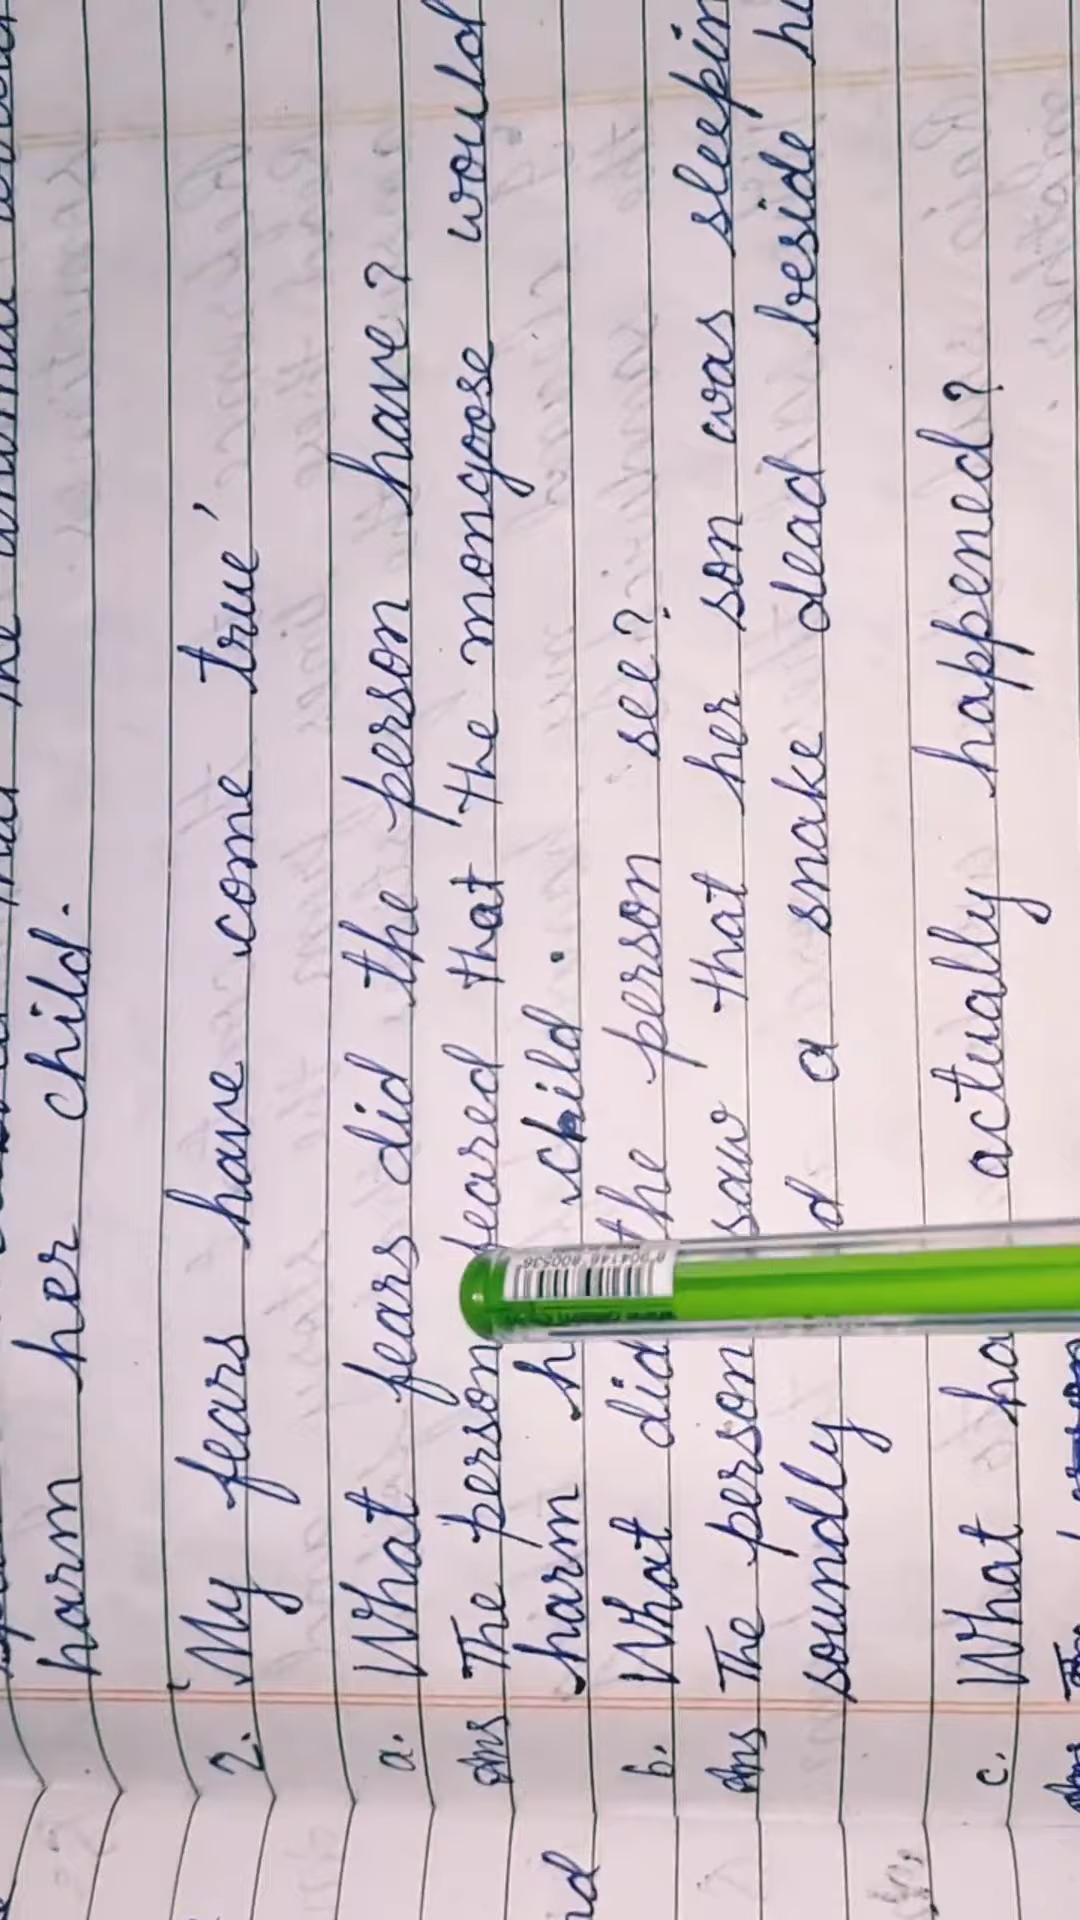 harm her child.
2. 'My fears have come true'
a. What fears did the person have?
Ans The person feared that the mongoose would
harm h child.
b. What did the person see?
Ans The person saw that her son was sleepin
soundly d a snake dead beside hi
c. What ha actually happened?
nd